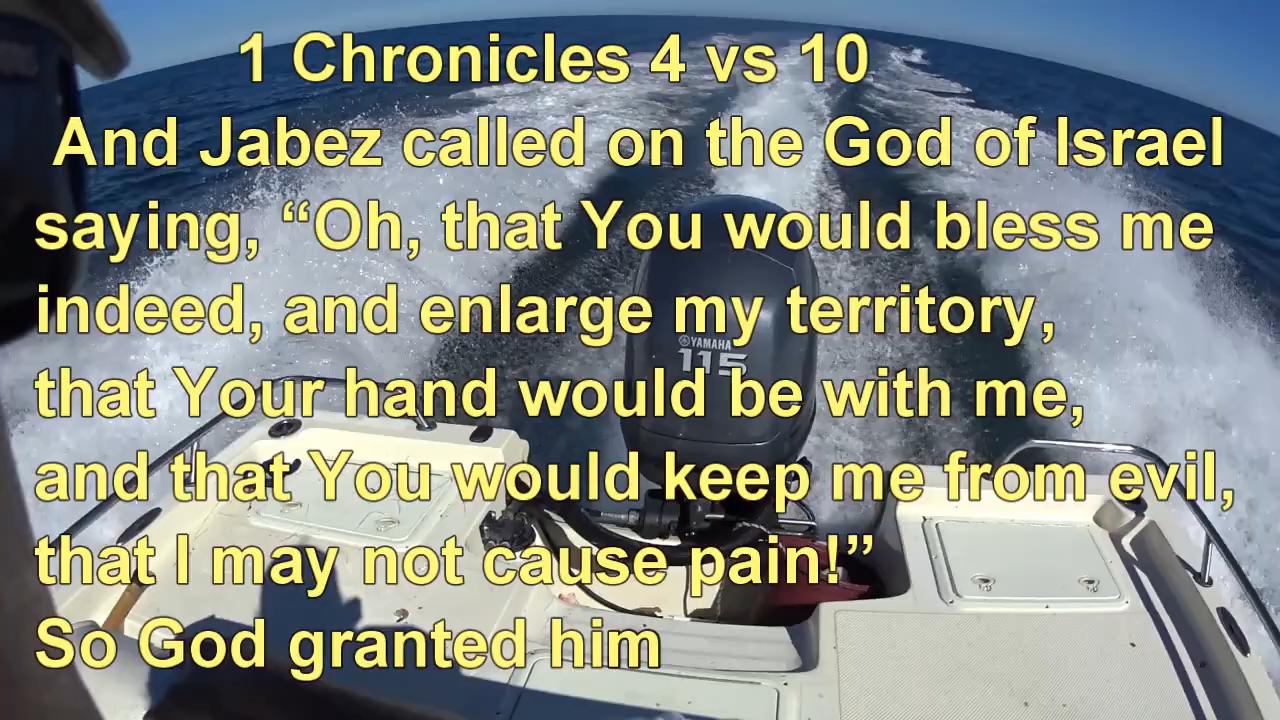 1 Chronicles 4 vs 10
And Jabez called on the God of Israel
saying, “Oh, that You would bless me
indeed, and enlarge my territory,
that Your hand would be with me,
and that You would keep me from evil,
that I may not cause pain!”
So God granted him
YAMAHA
115